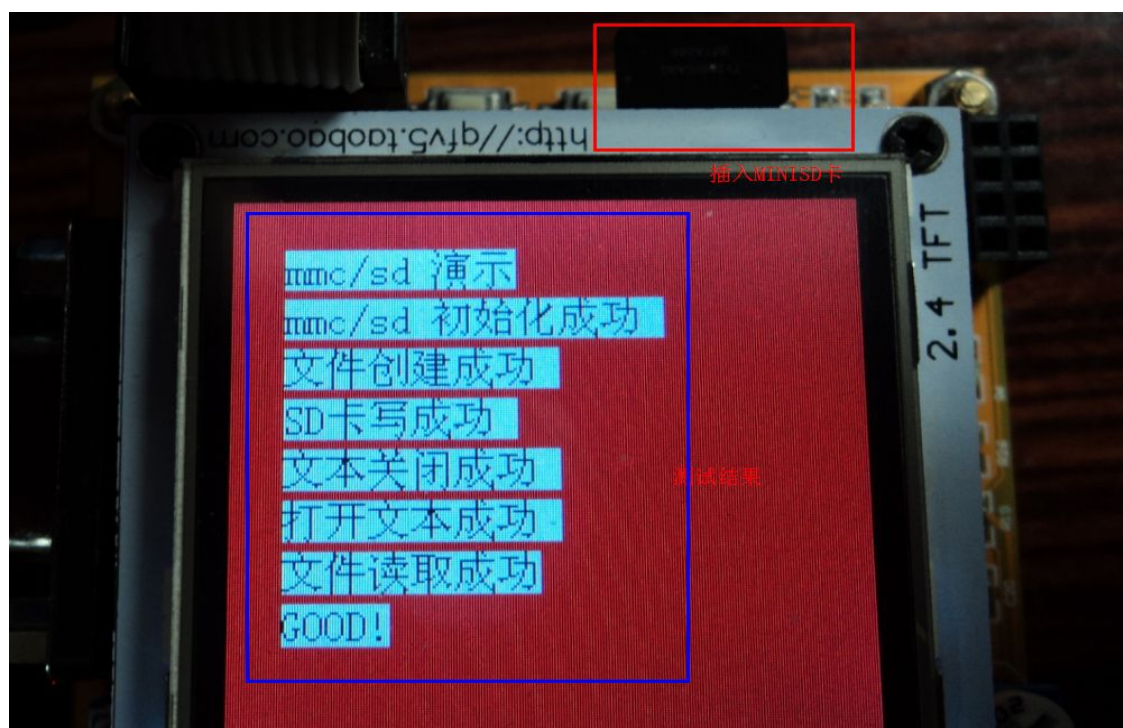 http://qfv5.taobao.com
插入MINISD卡
2.4 TFT
mmc/sd 演示
mmc/sd 初始化成功
文件创建成功
SD卡写成功
文本关闭成功
测试结果
打开文本成功
文件读取成功
GOOD!